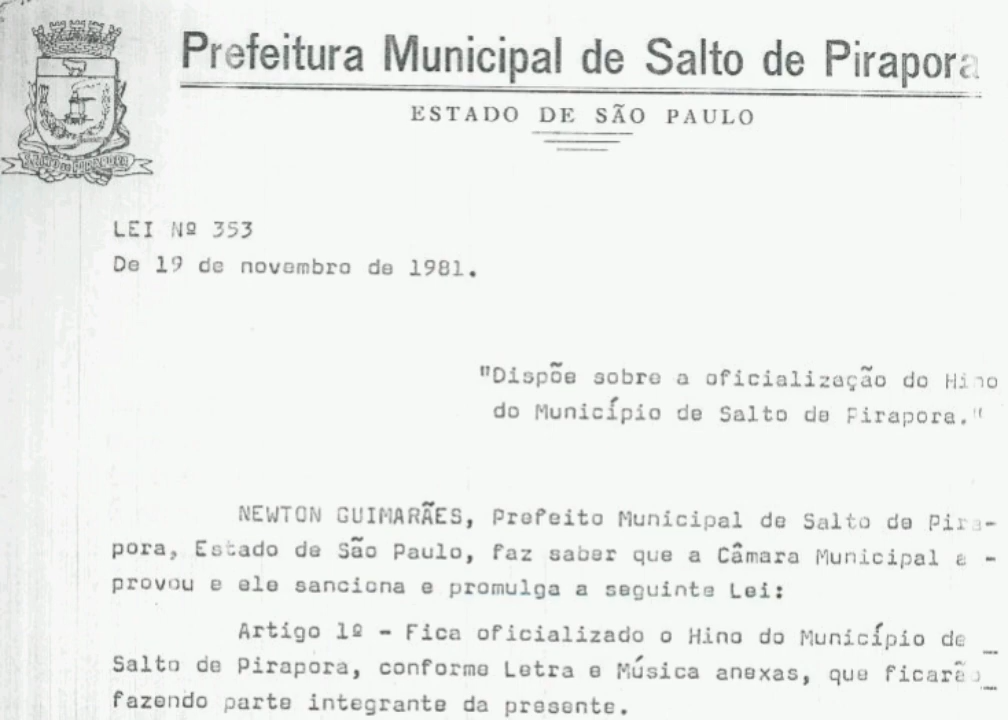 Prefeitura Municipal de Salto de Pirapora
ESTADO DE SÃO PAULO
SALTO DE PIRAPORA
LEI Nº 353
De 19 de novembro de 1981.
"Dispõe sobre a oficialização do Hino
do Município de Salto de Pirapora."
NEWTON GUIMARÃES, Prefeito Municipal de Salto de Pira-
pora, Estado de São Paulo, faz saber que a Câmara Municipal a -
provou e ele sanciona e promulga a seguinte Lei:
Artigo 1º - Fica oficializado o Hino do Município de
Salto de Pirapora, conforme Letra e Música anexas, que ficarão
fazendo parte integrante da presente.